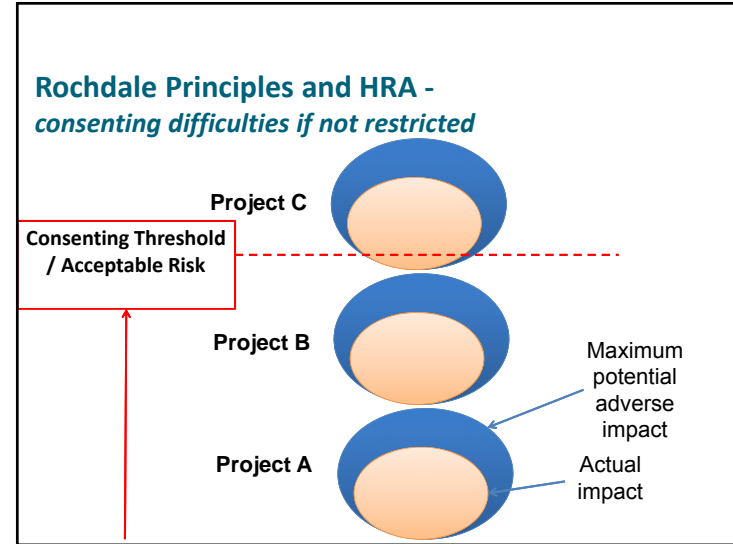 Rochdale Principles and HRA -
consenting difficulties if not restricted
Project C
Consenting Threshold
/ Acceptable Risk
Project B
Maximum
potential
adverse
impact
Project A
Actual
impact